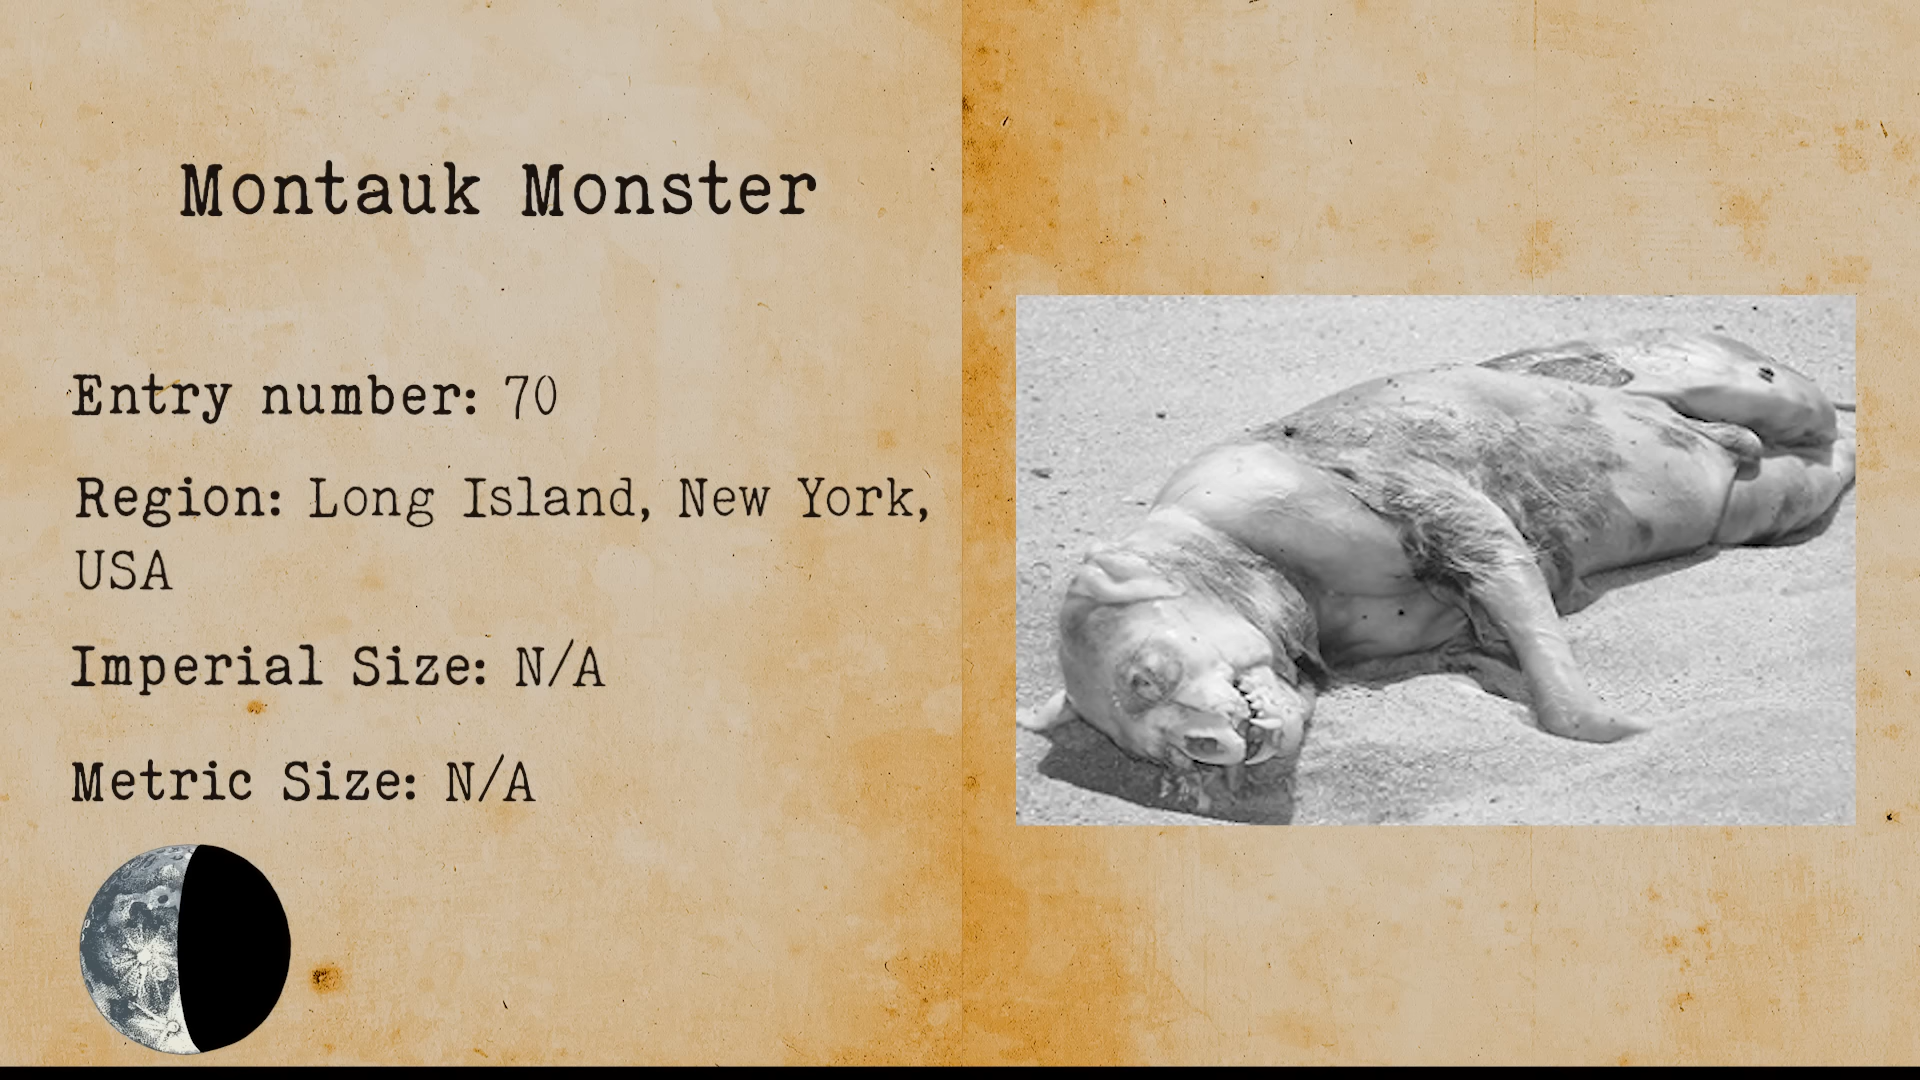 Montauk Monster
Entry number: 70
Region: Long Island, New York,
USA
Imperial Size: N/A
Metric Size: N/A